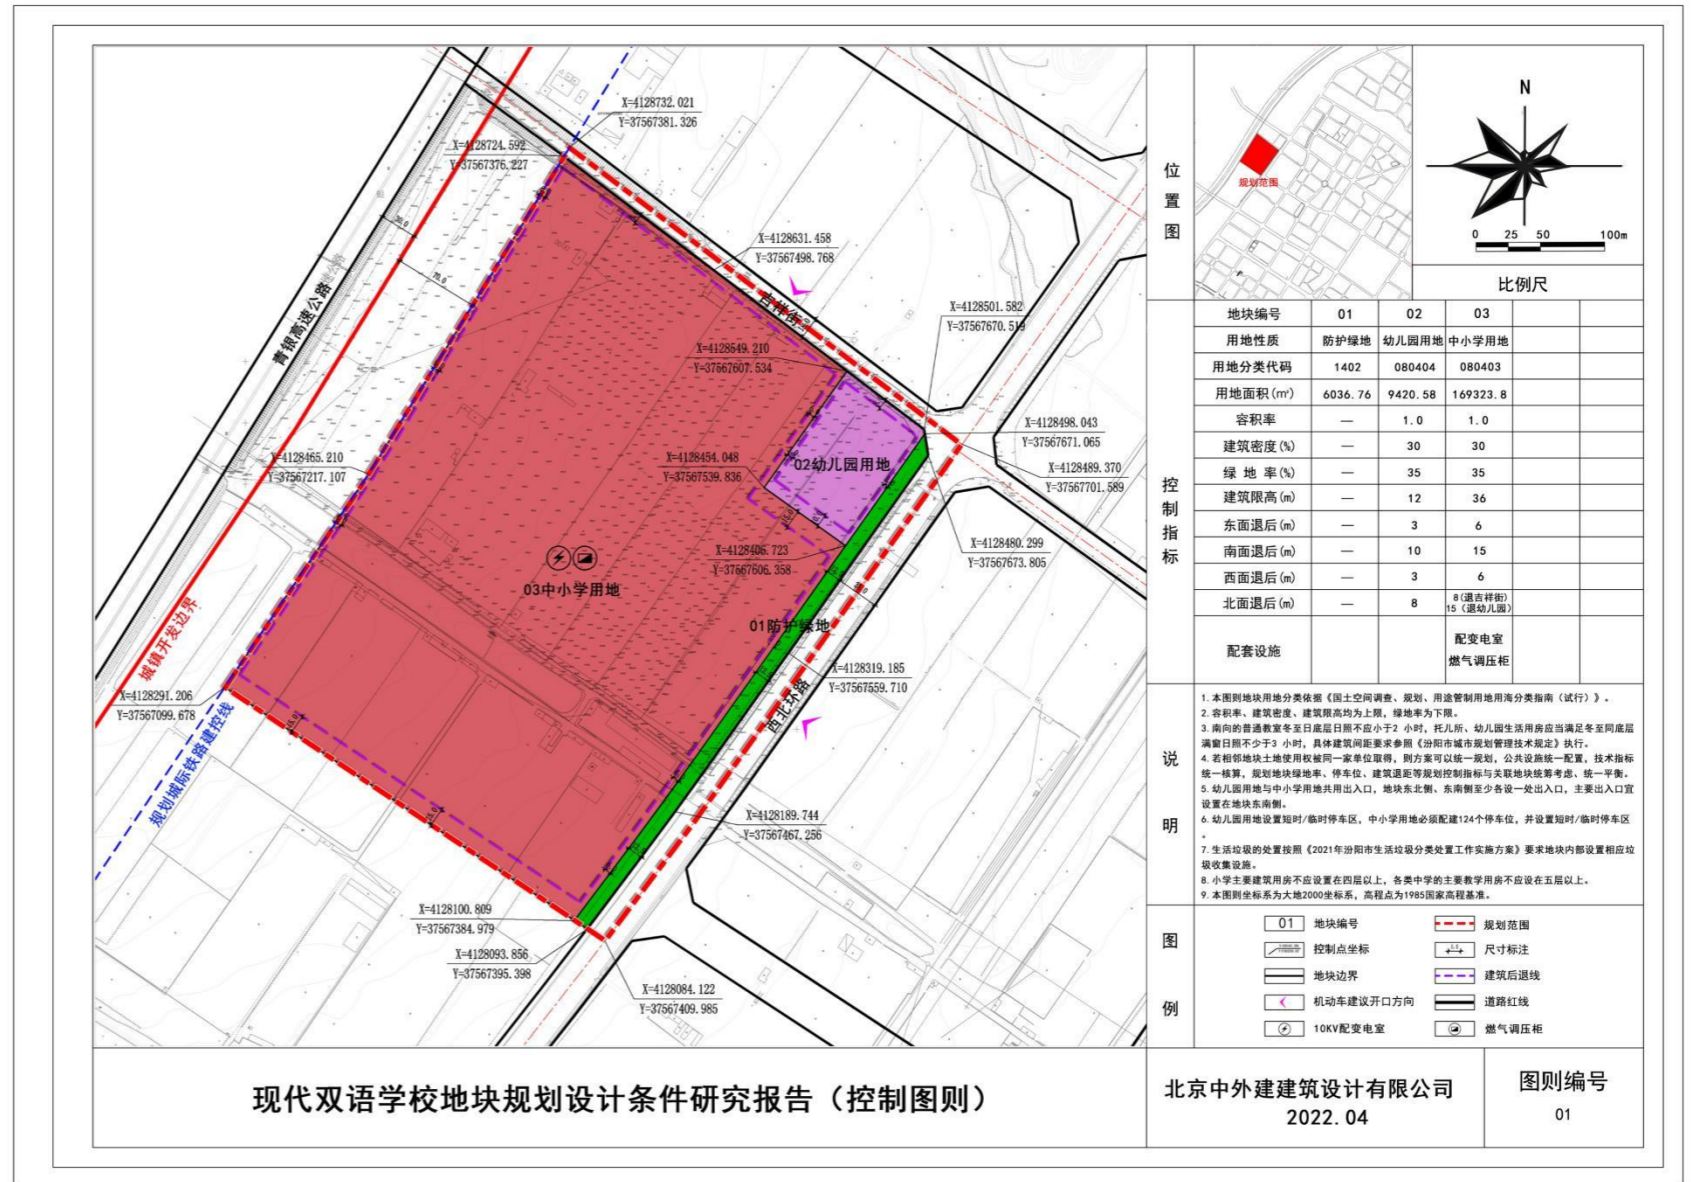 X=4128732.021
Y=37567381.326
X=4128724.592
Y=37567376.227
X=4128631.458
Y=37567498.768
X=4128501.582
Y=37567670.519
X=4128549.210
Y=37567607.534
X=4128498.043
Y=37567671.065
X=4128489.370
Y=37567701.589
X=4128465.210
Y=37567217.107
X=4128454.048
Y=37567539.836
X=4128406.723
Y=37567606.358
X=4128480.299
Y=37567673.805
X=4128319.185
Y=37567559.710
X=4128291.206
Y=37567099.678
X=4128189.744
Y=37567467.256
X=4128100.809
Y=37567384.979
X=4128093.856
Y=37567395.398
X=4128084.122
Y=37567409.985
青银高速公路
吉祥街
西北环路
城镇开发边界
规划城际铁路建控线
02幼儿园用地
03中小学用地
01防护绿地
位置图
规划范围
N
0 25 50 100m
比例尺
控制指标
地块编号 01 02 03
用地性质 防护绿地 幼儿园用地 中小学用地
用地分类代码 1402 080404 080403
用地面积(㎡) 6036.76 9420.58 169323.8
容积率 — 1.0 1.0
建筑密度(%) — 30 30
绿 地 率(%) — 35 35
建筑限高(m) — 12 36
东面退后(m) — 3 6
南面退后(m) — 10 15
西面退后(m) — 3 6
北面退后(m) — 8 8(退吉祥街)
15（退幼儿园）
配套设施 配变电室
燃气调压柜
说明
1.本图则地块用地分类依据《国土空间调查、规划、用途管制用地用海分类指南（试行）》。
2.容积率、建筑密度、建筑限高均为上限，绿地率为下限。
3.南向的普通教室冬至日底层日照不应小于2 小时，托儿所、幼儿园生活用房应当满足冬至同底层
满窗日照不少于3 小时，具体建筑间距要求参照《汾阳市城市规划管理技术规定》执行。
4.若相邻地块土地使用权被同一家单位取得，则方案可以统一规划，公共设施统一配置，技术指标
统一核算，规划地块绿地率、停车位、建筑退距等规划控制指标与关联地块统筹考虑、统一平衡。
5.幼儿园用地与中小学用地共用出入口，地块东北侧、东南侧至少各设一处出入口，主要出入口宜
设置在地块东南侧。
6.幼儿园用地设置短时/临时停车区，中小学用地必须配建124个停车位，并设置短时/临时停车区
。
7.生活垃圾的处置按照《2021年汾阳市生活垃圾分类处置工作实施方案》要求地块内部设置相应垃
圾收集设施。
8.小学主要建筑用房不应设置在四层以上，各类中学的主要教学用房不应设在五层以上。
9.本图则坐标系为大地2000坐标系，高程点为1985国家高程基准。
图例
01 地块编号 规划范围
控制点坐标 尺寸标注
地块边界 建筑后退线
机动车建议开口方向 道路红线
10KV配变电室 燃气调压柜
现代双语学校地块规划设计条件研究报告（控制图则）
北京中外建建筑设计有限公司
2022.04
图则编号
01